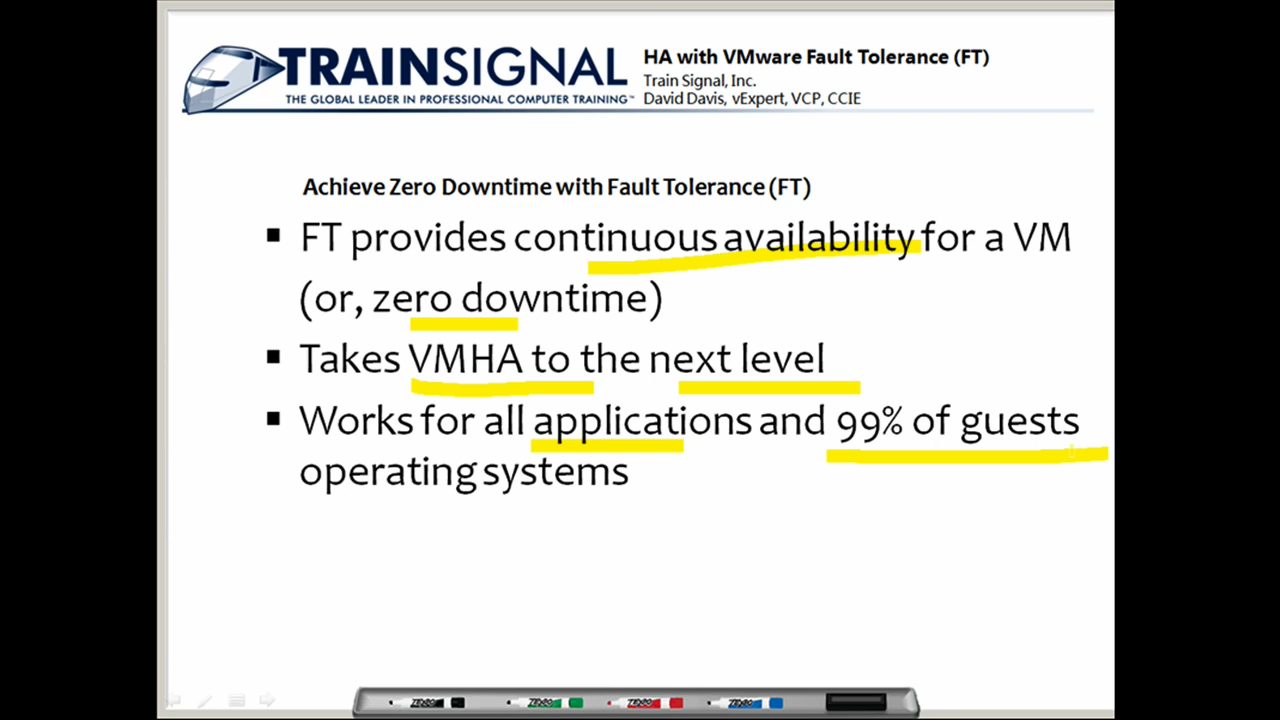 TRAINSIGNAL
THE GLOBAL LEADER IN PROFESSIONAL COMPUTER TRAINING™
HA with VMware Fault Tolerance (FT)
Train Signal, Inc.
David Davis, vExpert, VCP, CCIE
Achieve Zero Downtime with Fault Tolerance (FT)
▪ FT provides continuous availability for a VM
(or, zero downtime)
▪ Takes VMHA to the next level
▪ Works for all applications and 99% of guests
operating systems